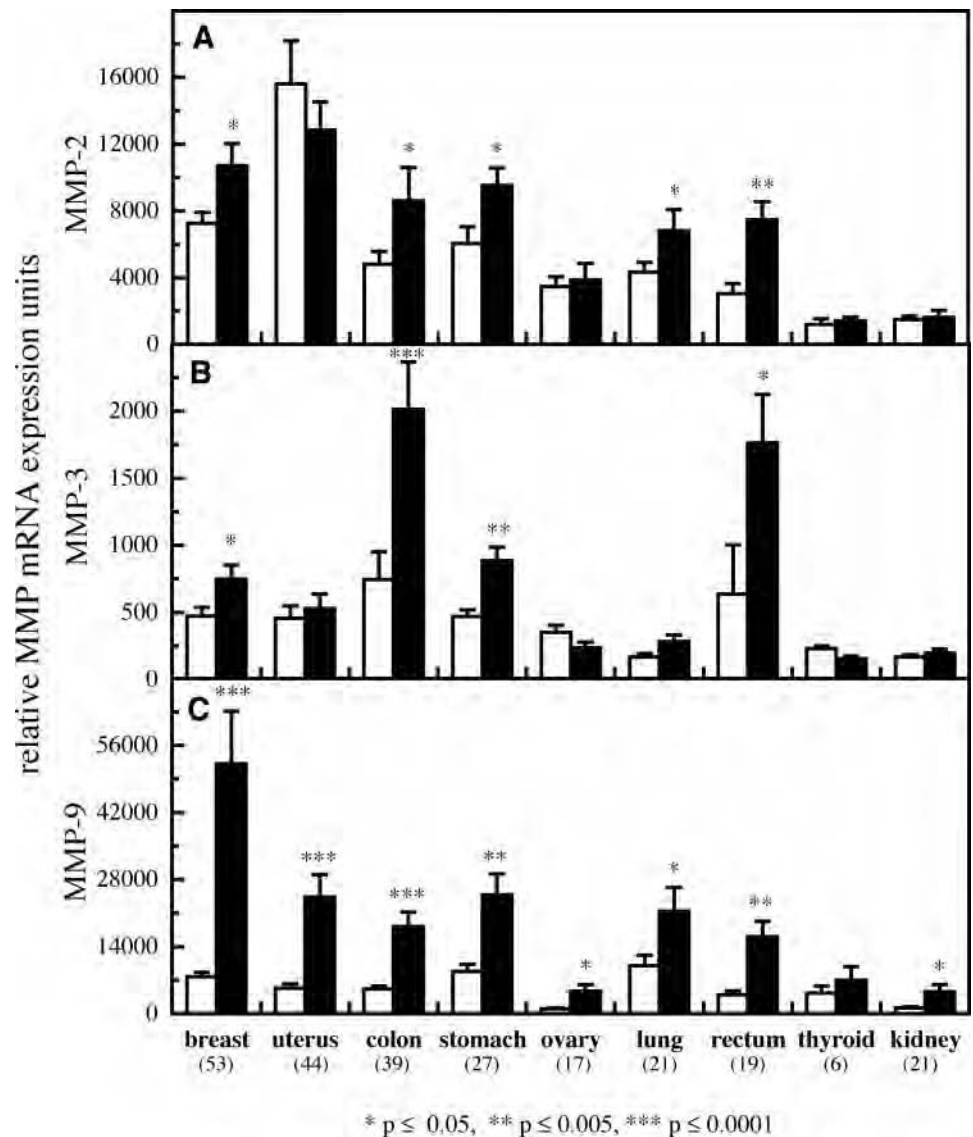 relative MMP mRNA expression units
A
MMP-2
16000
12000
8000
4000
0
* * * * **
B
MMP-3
2000
1500
1000
500
0
* *** ** *
C
MMP-9
56000
42000
28000
14000
0
*** *** *** ** * * ** *
breast uterus colon stomach ovary lung rectum thyroid kidney
(53) (44) (39) (27) (17) (21) (19) (6) (21)
* p ≤ 0.05, ** p ≤ 0.005, *** p ≤ 0.0001